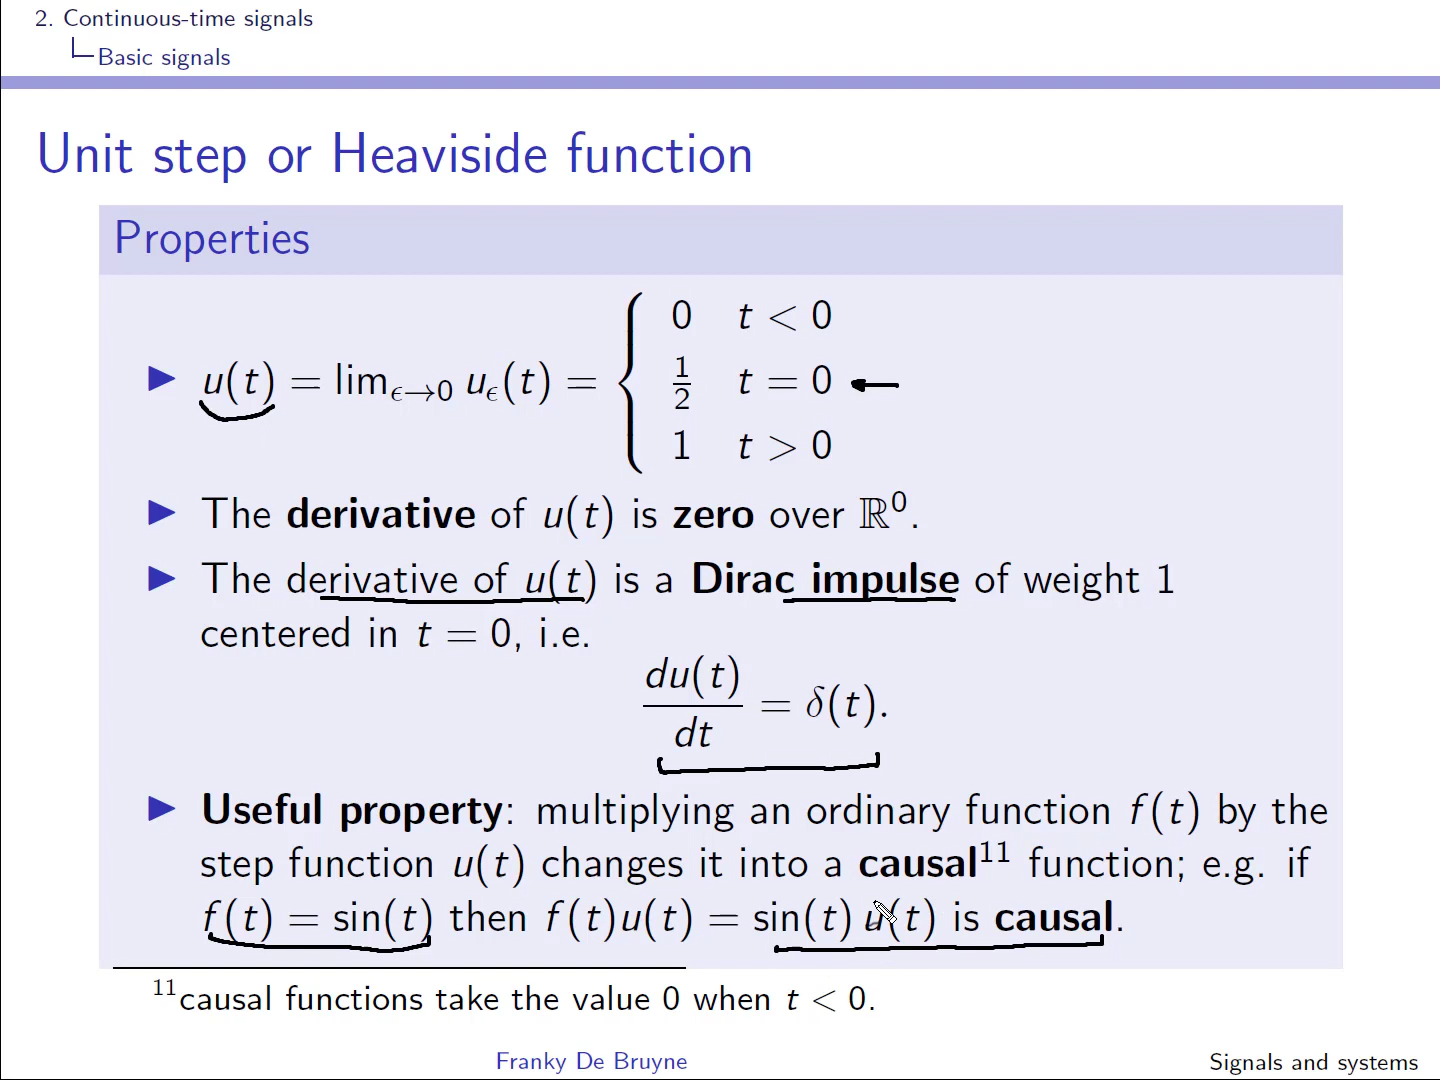 2. Continuous-time signals
Basic signals
Unit step or Heaviside function
Properties
▶ u(t) = lim_{ϵ→0} u_ϵ(t) = { 0 t < 0
1/2 t = 0
1 t > 0
▶ The derivative of u(t) is zero over ℝ⁰.
▶ The derivative of u(t) is a Dirac impulse of weight 1
centered in t = 0, i.e.
du(t)/dt = δ(t).
▶ Useful property: multiplying an ordinary function f(t) by the
step function u(t) changes it into a causal¹¹ function; e.g. if
f(t) = sin(t) then f(t)u(t) = sin(t) u(t) is causal.
¹¹causal functions take the value 0 when t < 0.
Franky De Bruyne Signals and systems